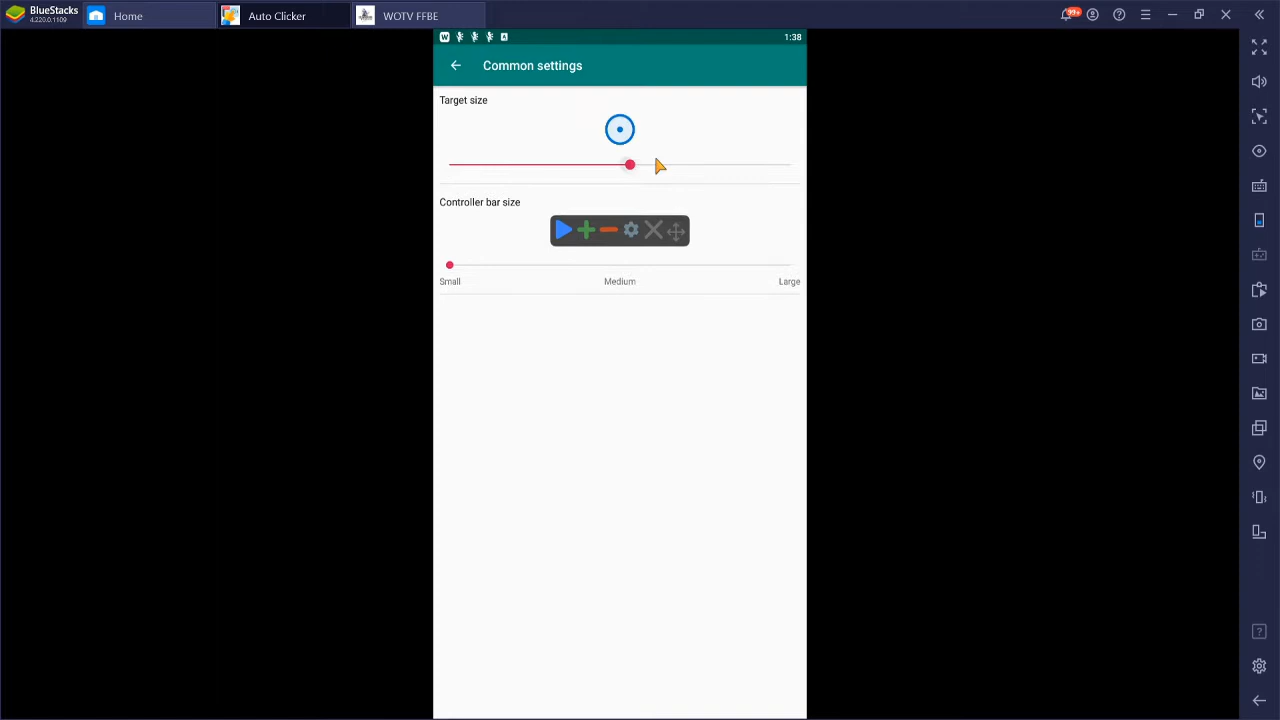 BlueStacks
4.220.0.1109
Home
Auto Clicker
WOTV FFBE
99+
W
A
1:38
Common settings
Target size
Controller bar size
Small Medium Large